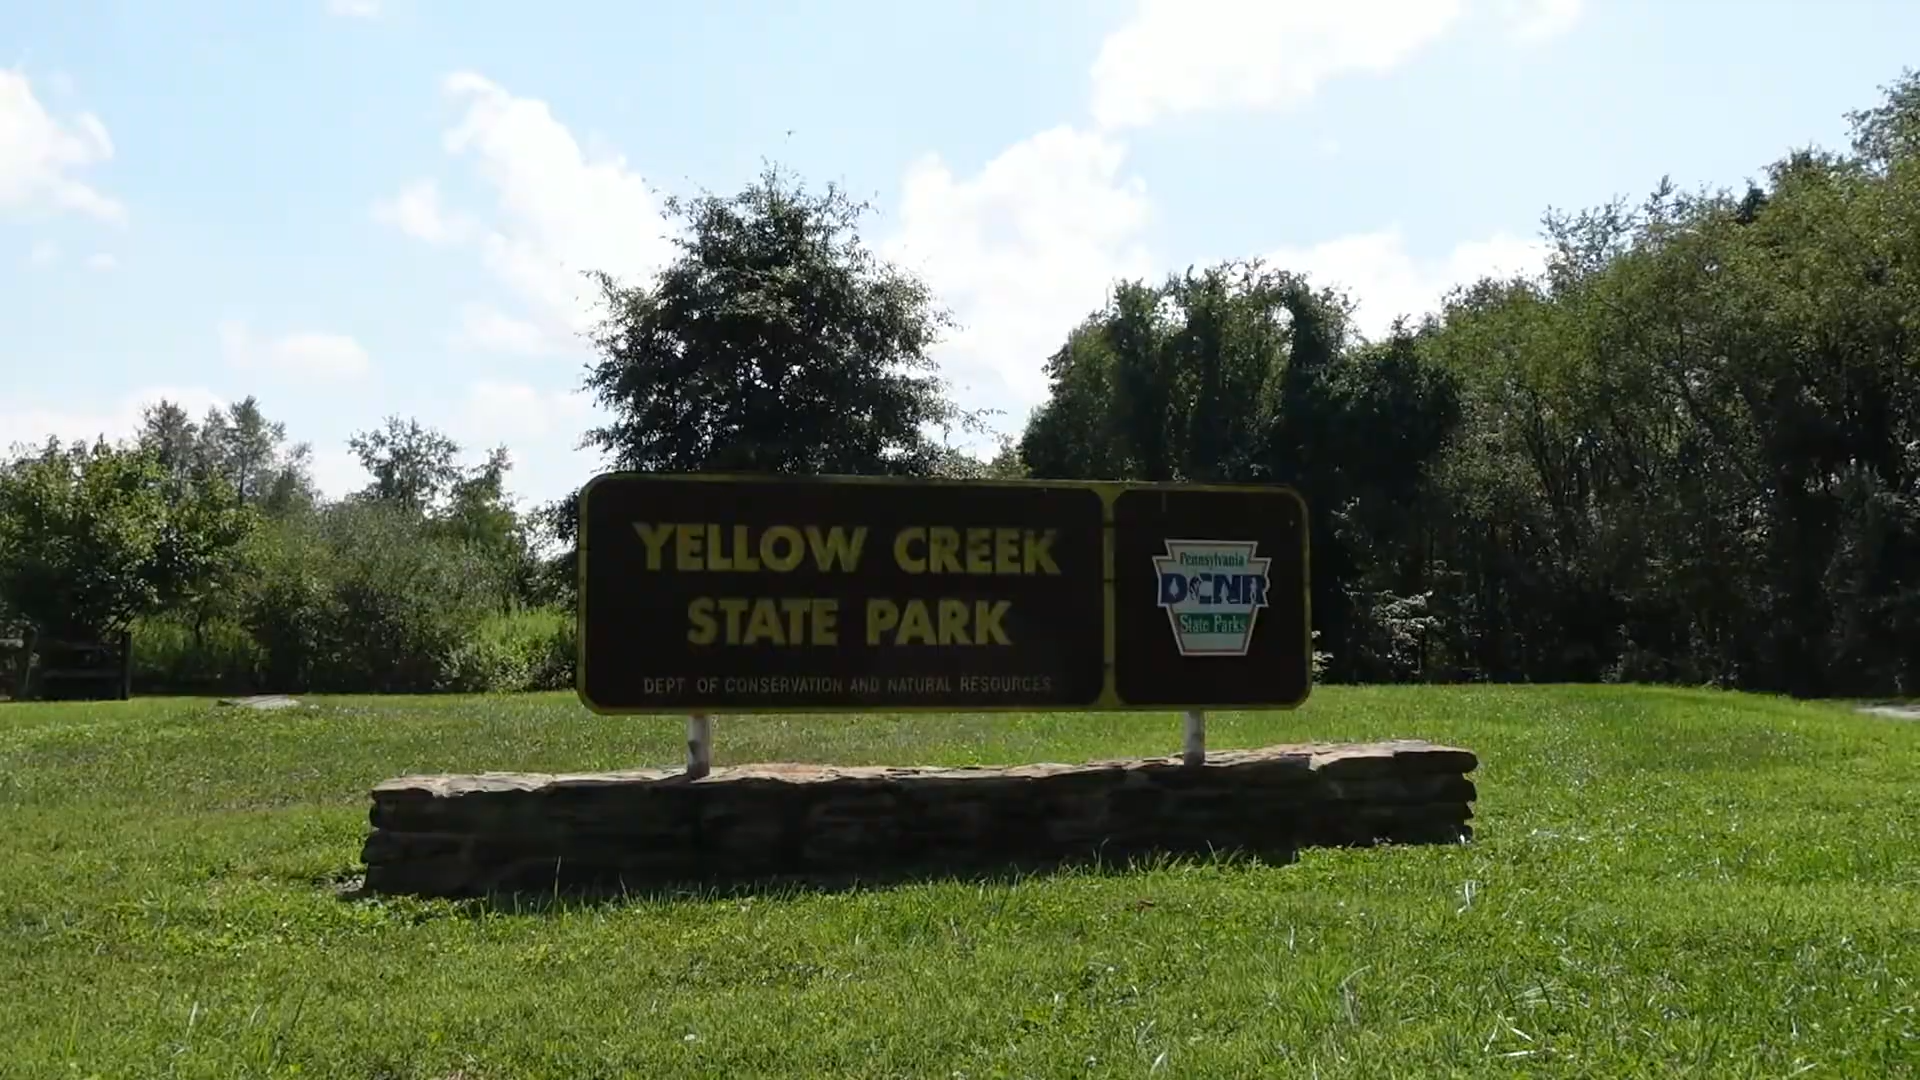 YELLOW CREEK
STATE PARK
DEPT. OF CONSERVATION AND NATURAL RESOURCES
Pennsylvania
DCNR
State Parks